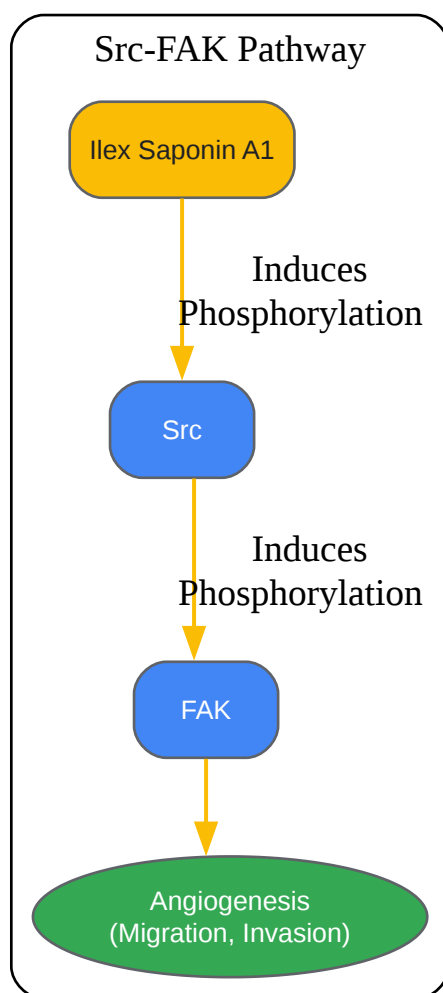 Src-FAK Pathway
Ilex Saponin A1
Induces
Phosphorylation
Src
Induces
Phosphorylation
FAK
Angiogenesis
(Migration, Invasion)